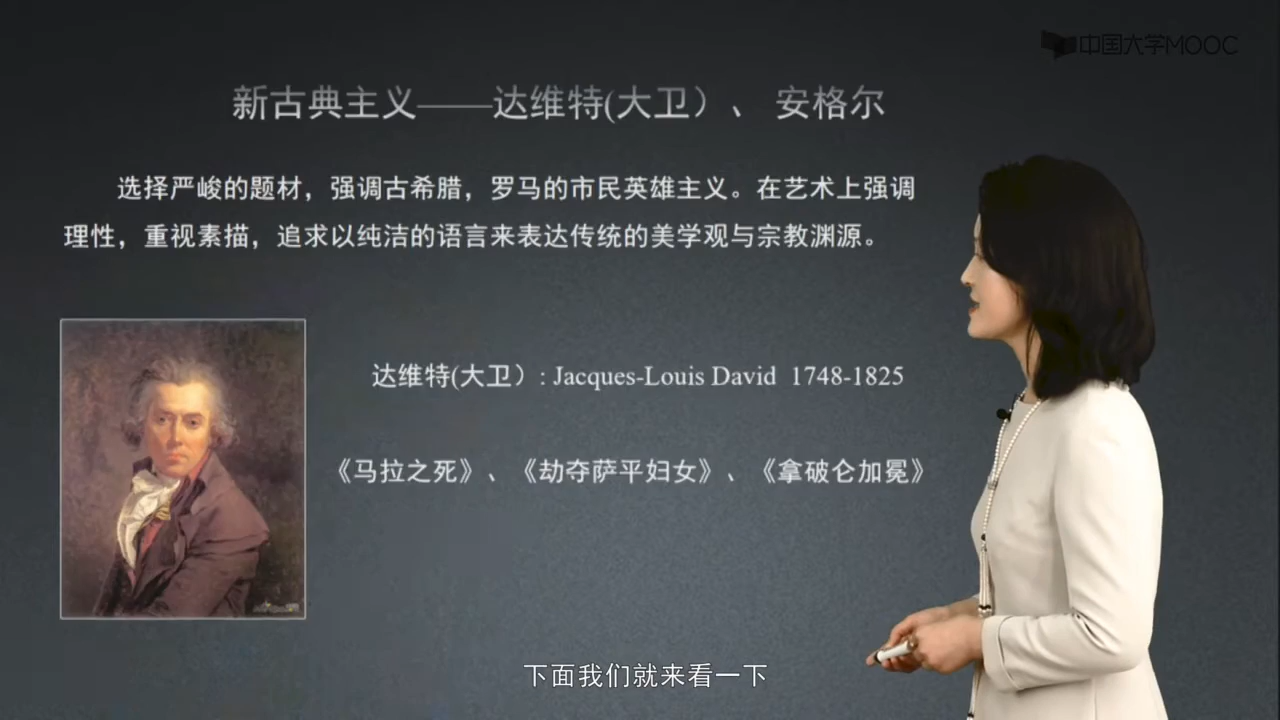 中国大学MOOC
新古典主义——达维特(大卫）、 安格尔
选择严峻的题材，强调古希腊，罗马的市民英雄主义。在艺术上强调
理性，重视素描，追求以纯洁的语言来表达传统的美学观与宗教渊源。
达维特(大卫）: Jacques-Louis David 1748-1825
《马拉之死》、《劫夺萨平妇女》、《拿破仑加冕》
下面我们就来看一下